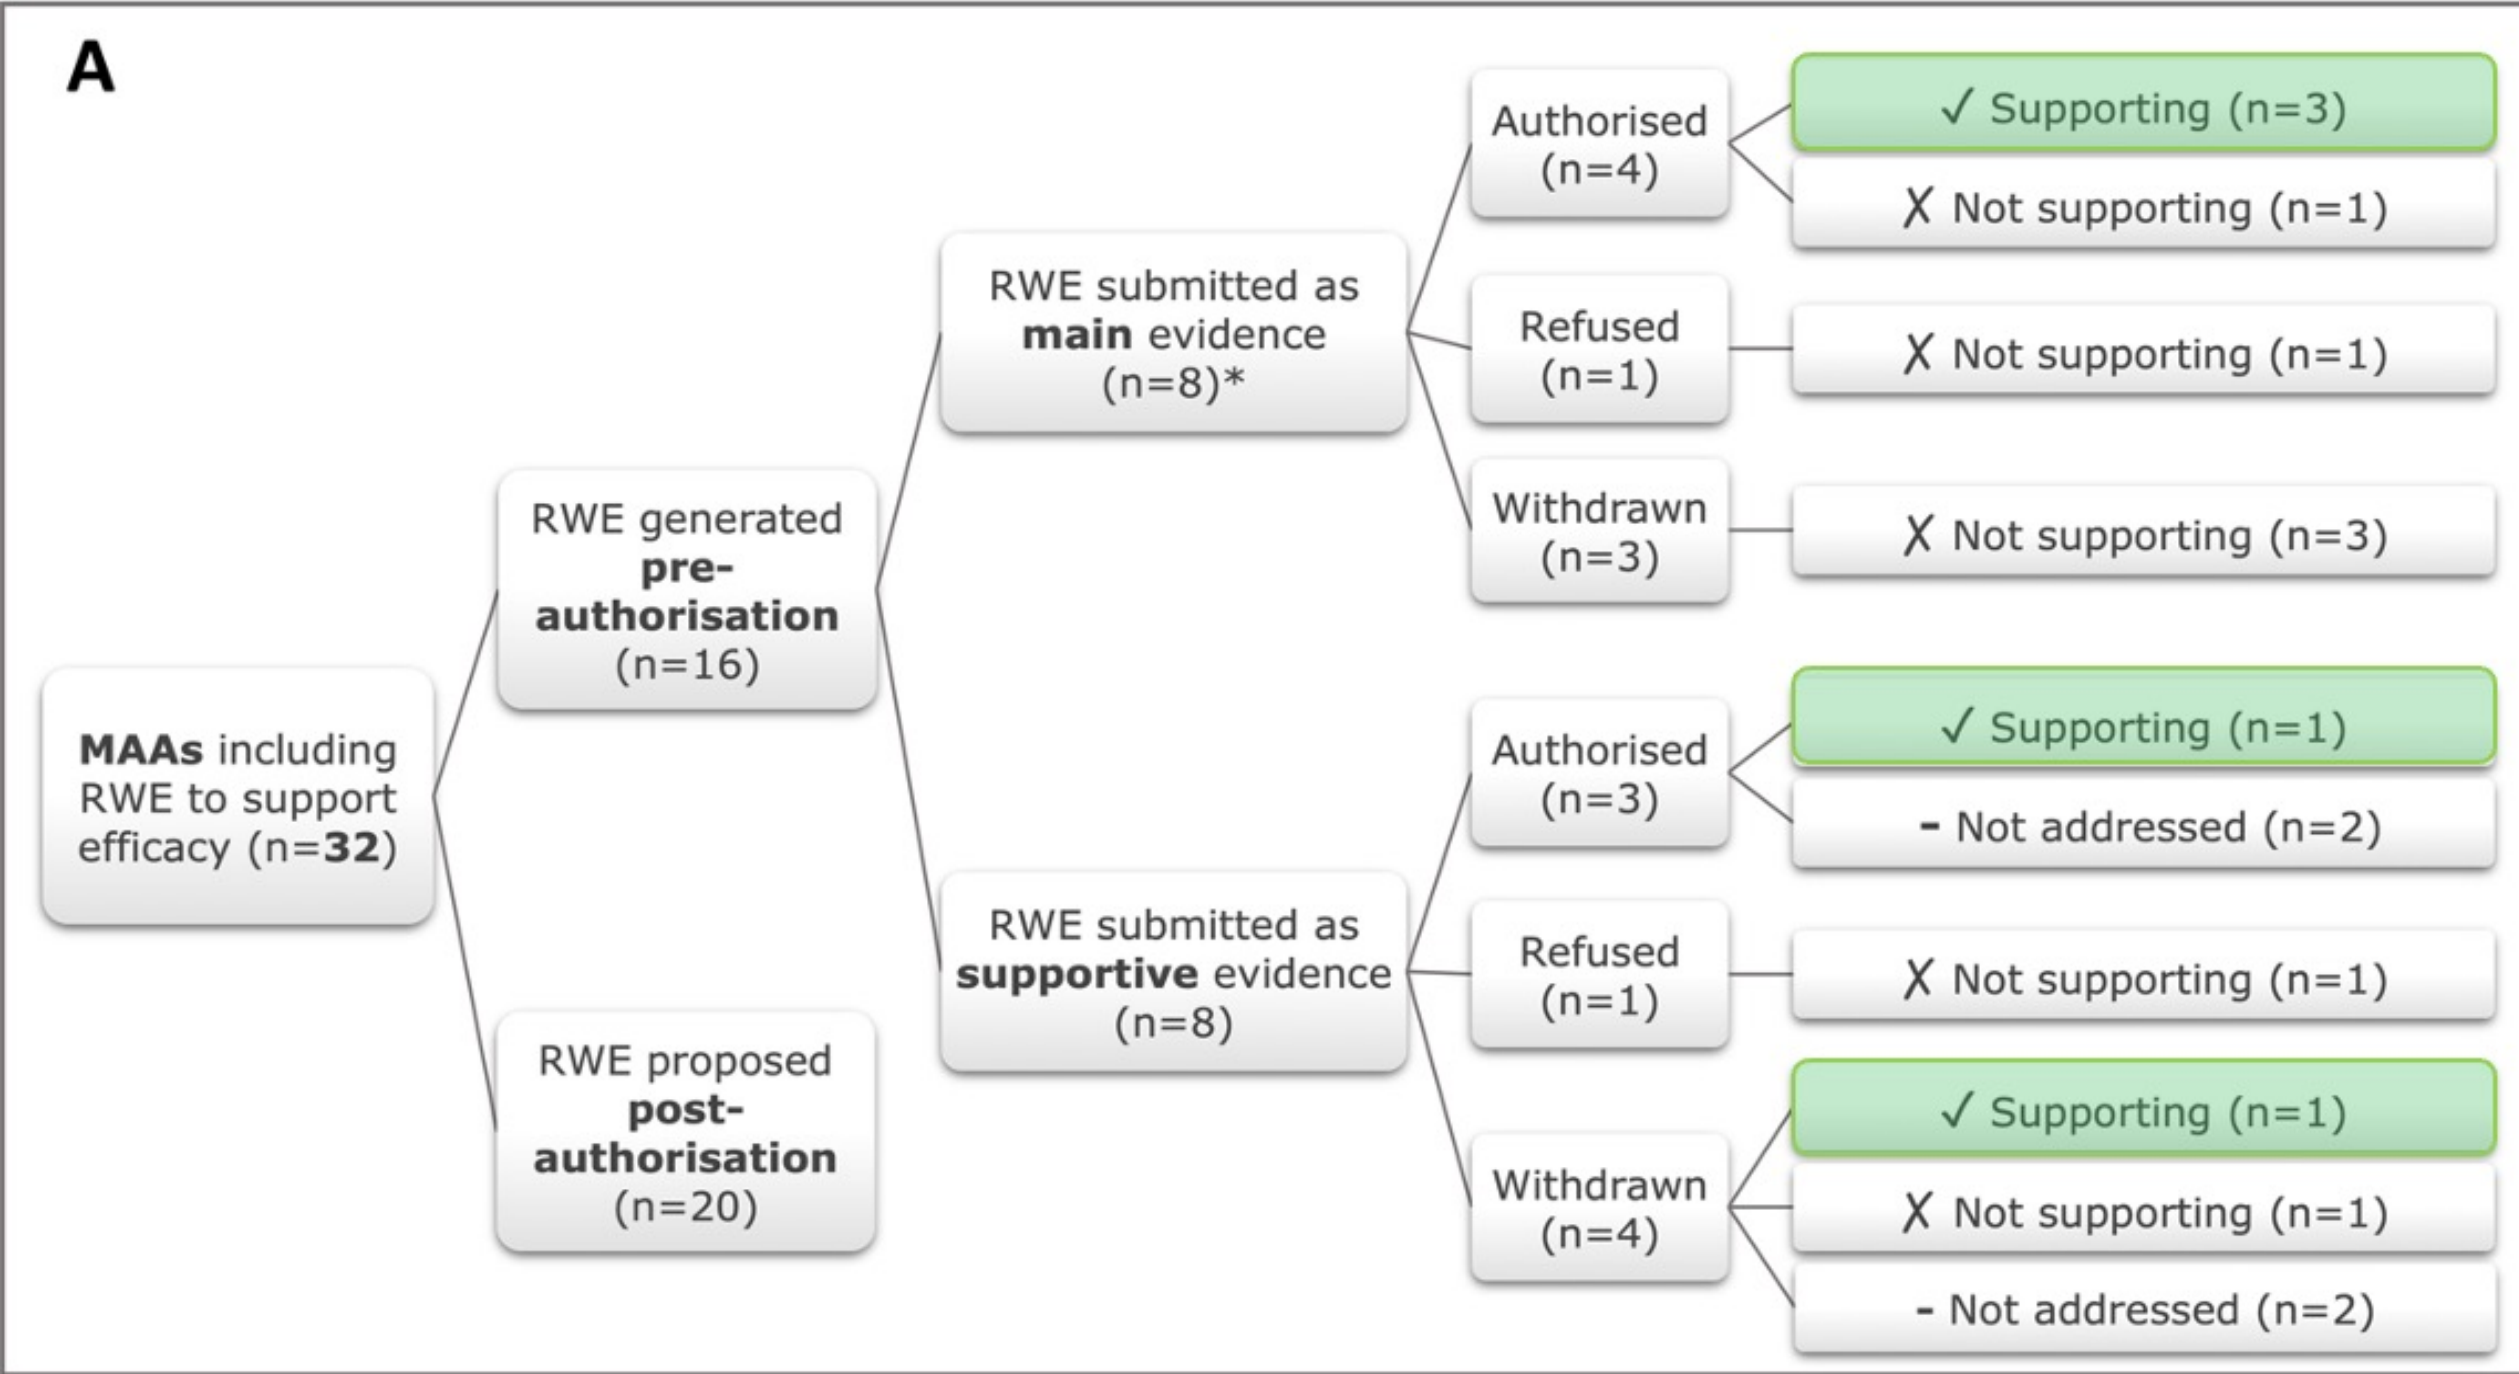 A
MAAs including
RWE to support
efficacy (n=32)
RWE generated
pre-
authorisation
(n=16)
RWE proposed
post-
authorisation
(n=20)
RWE submitted as
main evidence
(n=8)*
RWE submitted as
supportive evidence
(n=8)
Authorised
(n=4)
✓ Supporting (n=3)
✗ Not supporting (n=1)
Refused
(n=1)
✗ Not supporting (n=1)
Withdrawn
(n=3)
✗ Not supporting (n=3)
Authorised
(n=3)
✓ Supporting (n=1)
- Not addressed (n=2)
Refused
(n=1)
✗ Not supporting (n=1)
Withdrawn
(n=4)
✓ Supporting (n=1)
✗ Not supporting (n=1)
- Not addressed (n=2)